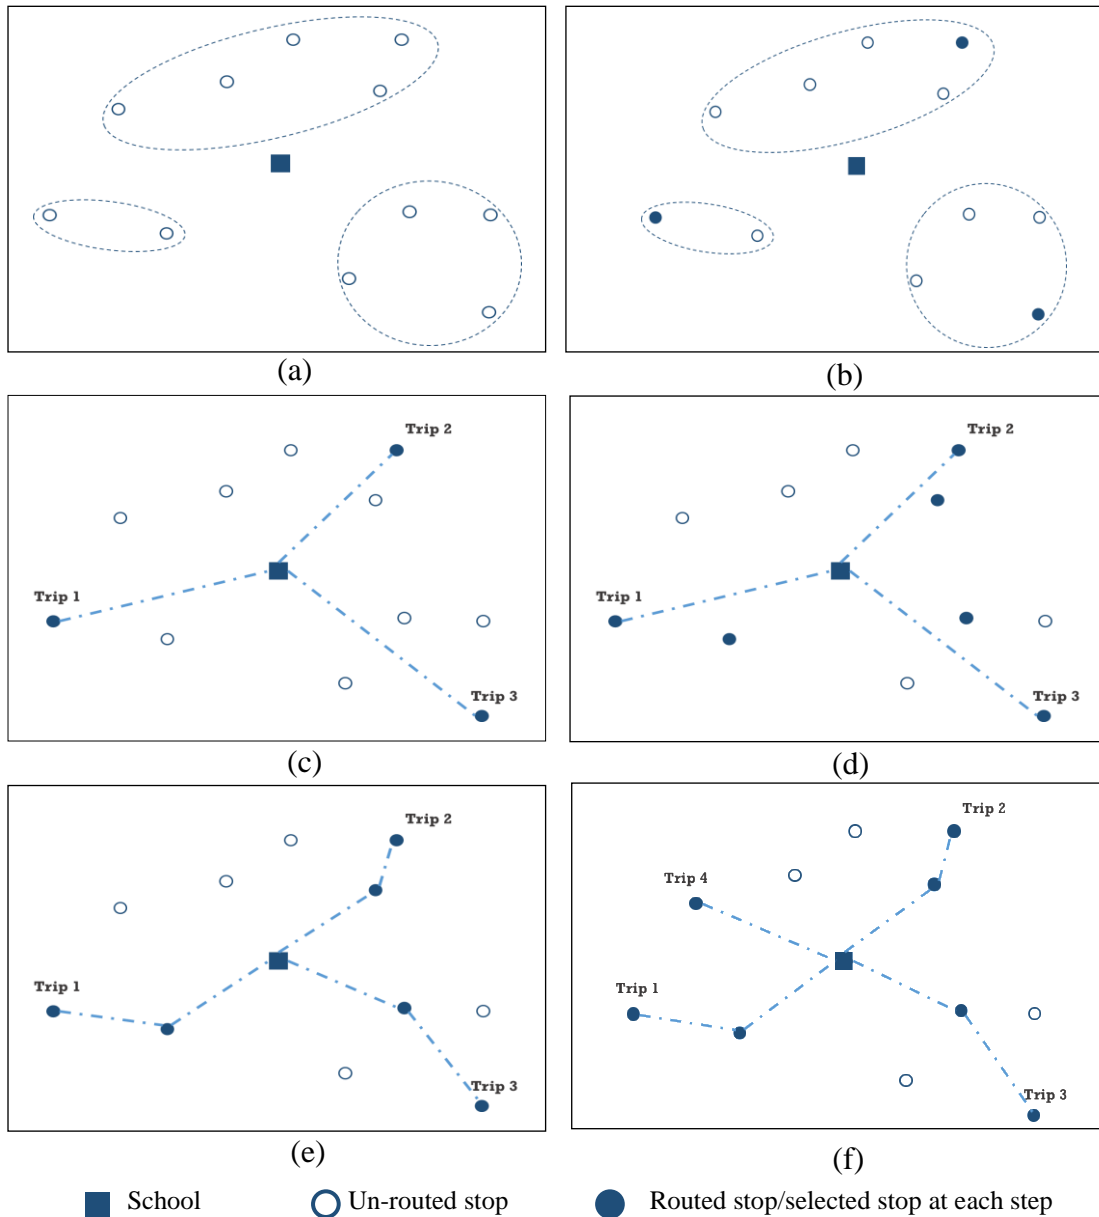 (a)
(b)
Trip 2
Trip 1
Trip 3
(c)
Trip 2
Trip 1
Trip 3
(d)
Trip 2
Trip 1
Trip 3
(e)
Trip 2
Trip 4
Trip 1
Trip 3
(f)
School
Un-routed stop
Routed stop/selected stop at each step